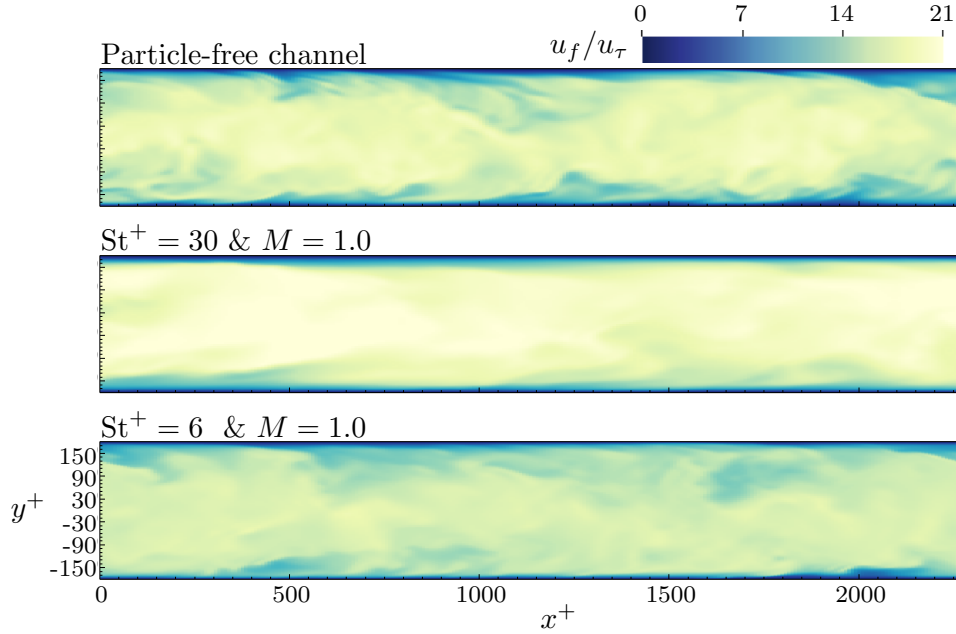 0 7 14 21
u_f/u_τ
Particle-free channel
St⁺ = 30 & M = 1.0
St⁺ = 6 & M = 1.0
150
90
30
y⁺
-30
-90
-150
0 500 1000 1500 2000
x⁺